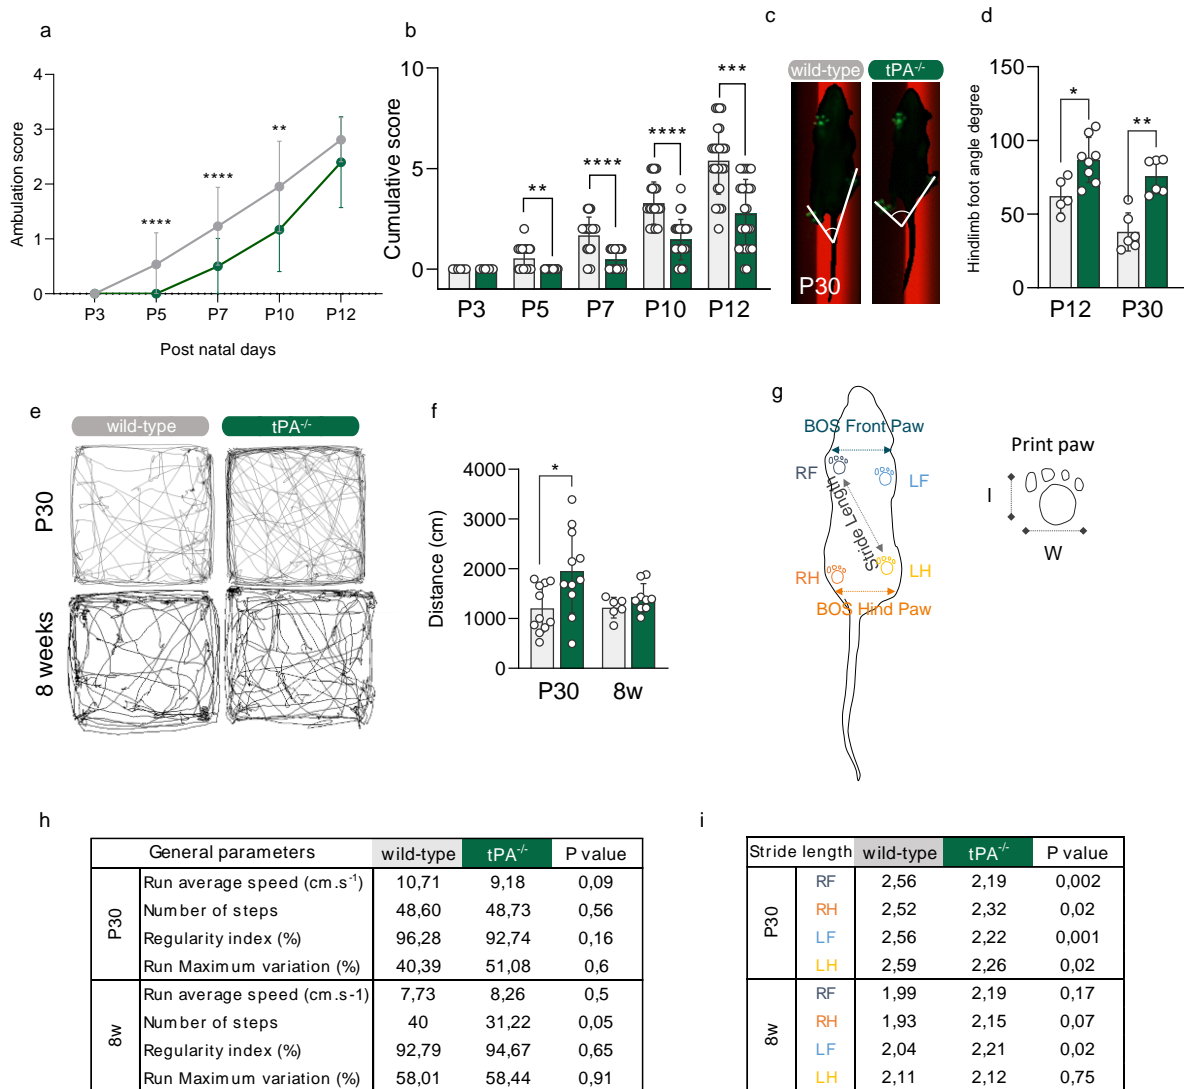 a
4
3
2
1
0
Ambulation score
****
****
**
P3 P5 P7 P10 P12
Post natal days
b
10
5
0
Cumulative score
**
****
****
***
P3 P5 P7 P10 P12
c
wild-type tPA-/-
P30
d
150
100
50
0
Hindlimb foot angle degree
*
**
P12 P30
e
wild-type tPA-/-
P30
8 weeks
f
4000
3000
2000
1000
0
Distance (cm)
*
P30 8w
g
BOS Front Paw
RF LF
Stride Length
RH LH
BOS Hind Paw
Print paw
l
W
h
General parameters wild-type tPA-/- P value
P30
Run average speed (cm.s-1) 10,71 9,18 0,09
Number of steps 48,60 48,73 0,56
Regularity index (%) 96,28 92,74 0,16
Run Maximum variation (%) 40,39 51,08 0,6
8w
Run average speed (cm.s-1) 7,73 8,26 0,5
Number of steps 40 31,22 0,05
Regularity index (%) 92,79 94,67 0,65
Run Maximum variation (%) 58,01 58,44 0,91
i
Stride length wild-type tPA-/- P value
P30
RF 2,56 2,19 0,002
RH 2,52 2,32 0,02
LF 2,56 2,22 0,001
LH 2,59 2,26 0,02
8w
RF 1,99 2,19 0,17
RH 1,93 2,15 0,07
LF 2,04 2,21 0,02
LH 2,11 2,12 0,75